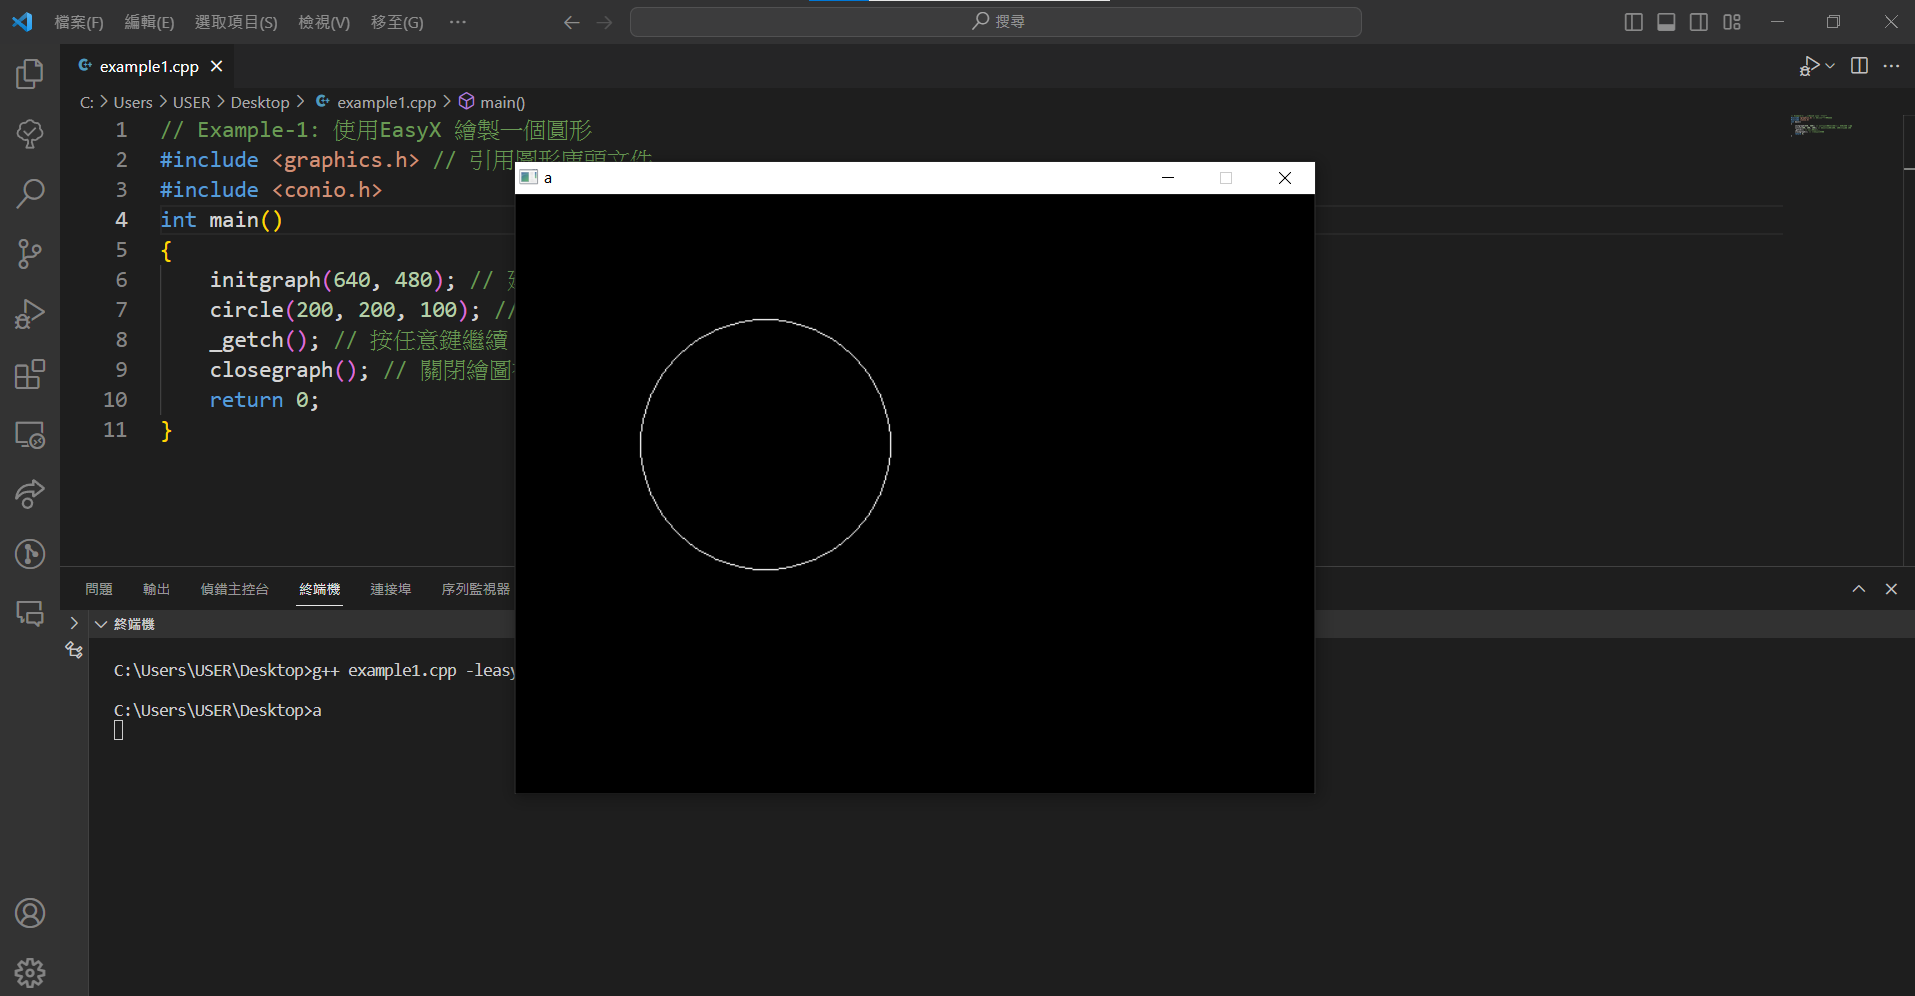 檔案(F) 編輯(E) 選取項目(S) 檢視(V) 移至(G) ··· 搜尋
example1.cpp
C: > Users > USER > Desktop > example1.cpp > main()
1 // Example-1: 使用EasyX 繪製一個圓形
2 #include <graphics.h> // 引用圖形庫頭文件
3 #include <conio.h>
4 int main()
5 {
6 initgraph(640, 480); //
7 circle(200, 200, 100); //
8 _getch(); // 按任意鍵繼續
9 closegraph(); // 關閉繪圖
10 return 0;
11 }
a
問題 輸出 偵錯主控台 終端機 連接埠 序列監視器
終端機
C:\Users\USER\Desktop>g++ example1.cpp -leasy
C:\Users\USER\Desktop>a